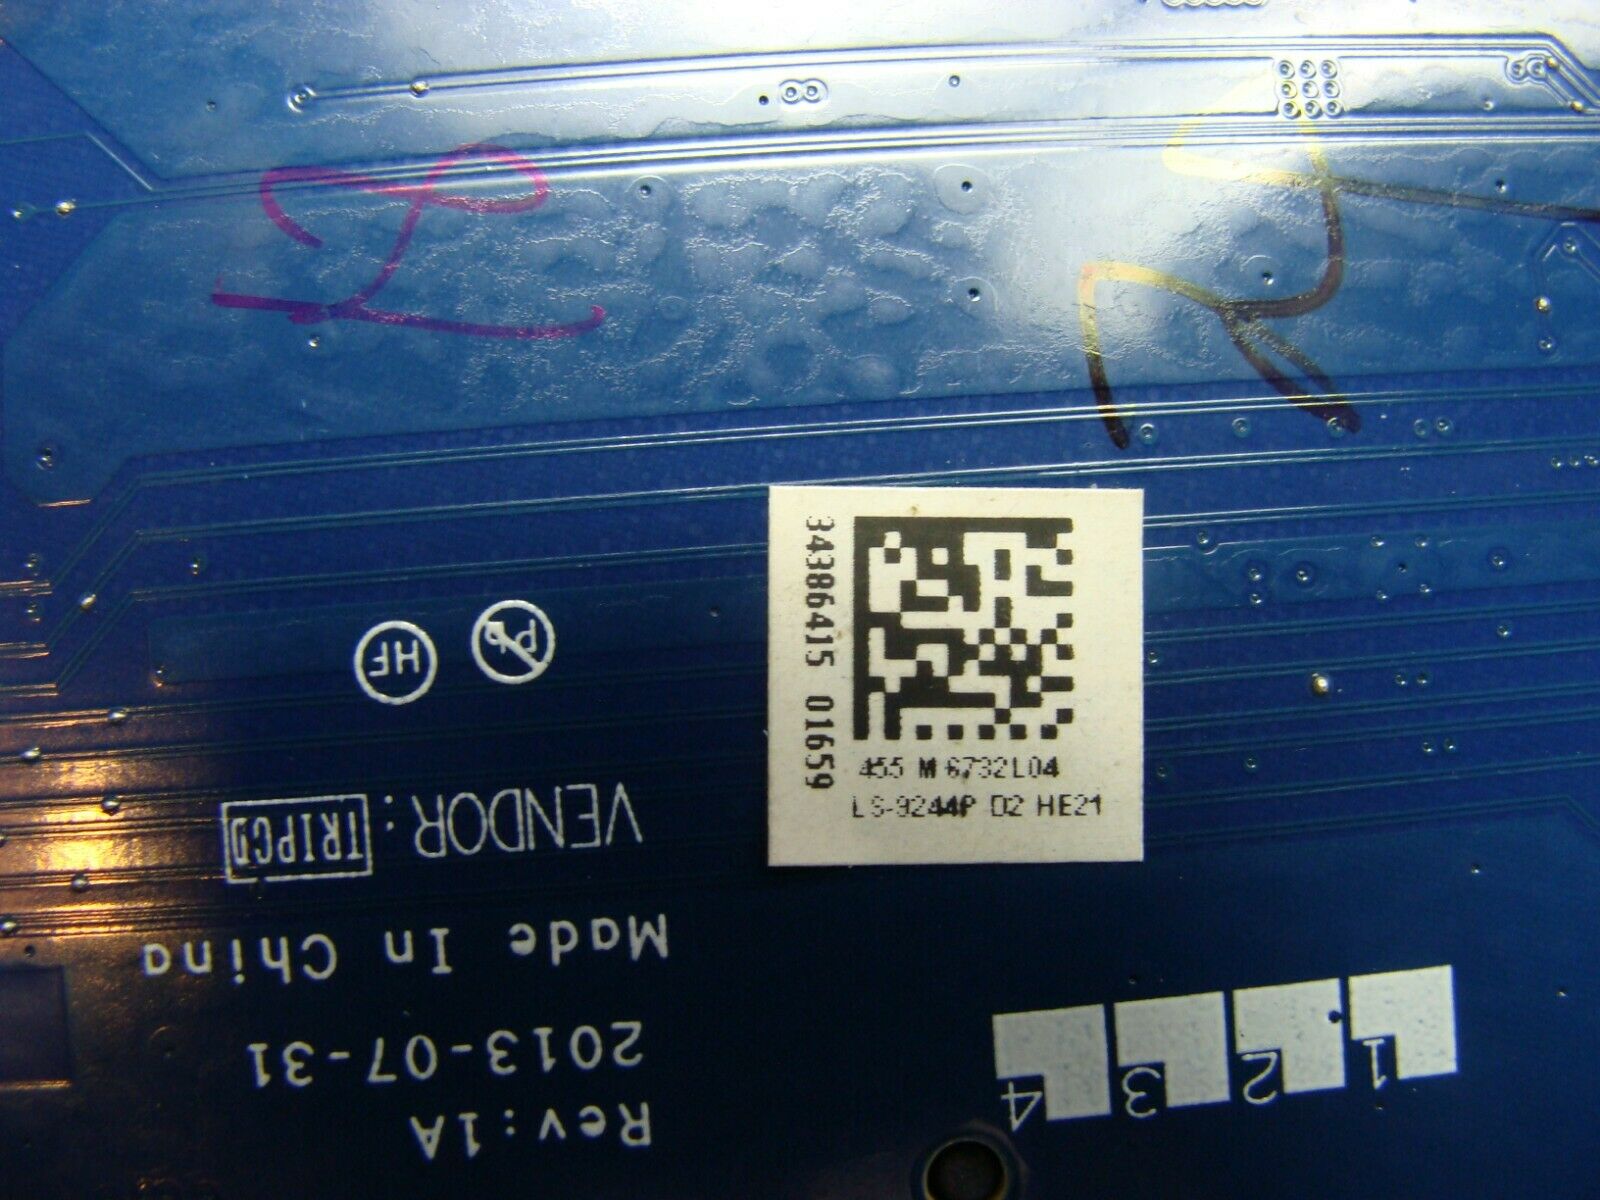 34386415 01659
455 M 6732L04
LS-9244P D2 HE21
HF
Pb
VENDOR: TRIPOD
Made In China
2013-07-31
Rev:1A
1 2 3 4